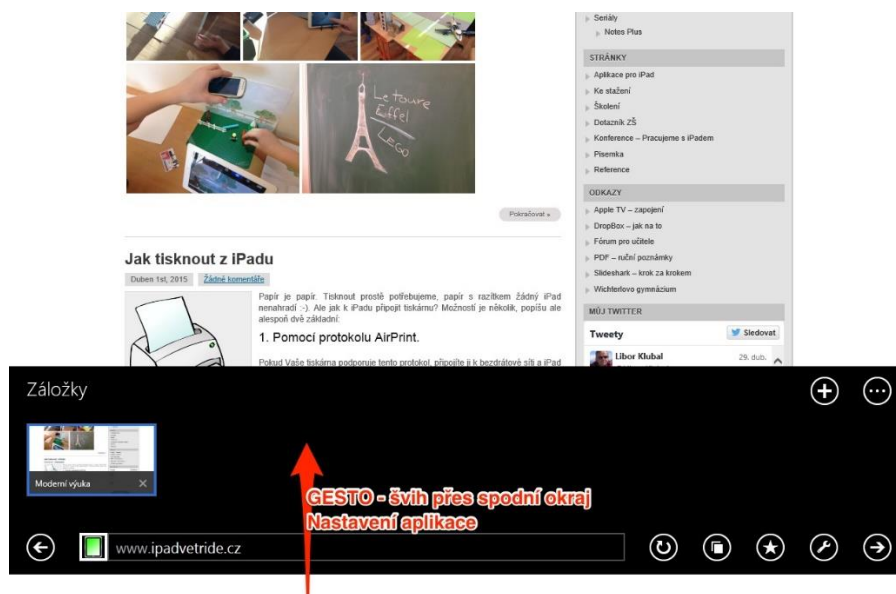 Le toure
Eiffel
LEGO
Pokračovat »
Jak tisknout z iPadu
Duben 1st, 2015 Žádné komentáře
Papír je papír. Tisknout prostě potřebujeme, papír s razítkem žádný iPad
nenahradí :-). Ale jak k iPadu připojit tiskárnu? Možností je několik, popíšu ale
alespoň dvě základní:
1. Pomocí protokolu AirPrint.
Pokud Vaše tiskárna podporuje tento protokol, připojíte ji k bezdrátové síti a iPad
Seriály
Notes Plus
STRÁNKY
Aplikace pro iPad
Ke stažení
Školení
Dotazník ZŠ
Konference – Pracujeme s iPadem
Písemka
Reference
ODKAZY
Apple TV – zapojení
DropBox – jak na to
Fórum pro učitele
PDF – ruční poznámky
Slideshark – krok za krokem
Wichterlovo gymnázium
MŮJ TWITTER
Tweety Sledovat
Libor Klubal 29. dub.
Záložky
Moderní výuka
GESTO - švih přes spodní okraj
Nastavení aplikace
www.ipadvetride.cz